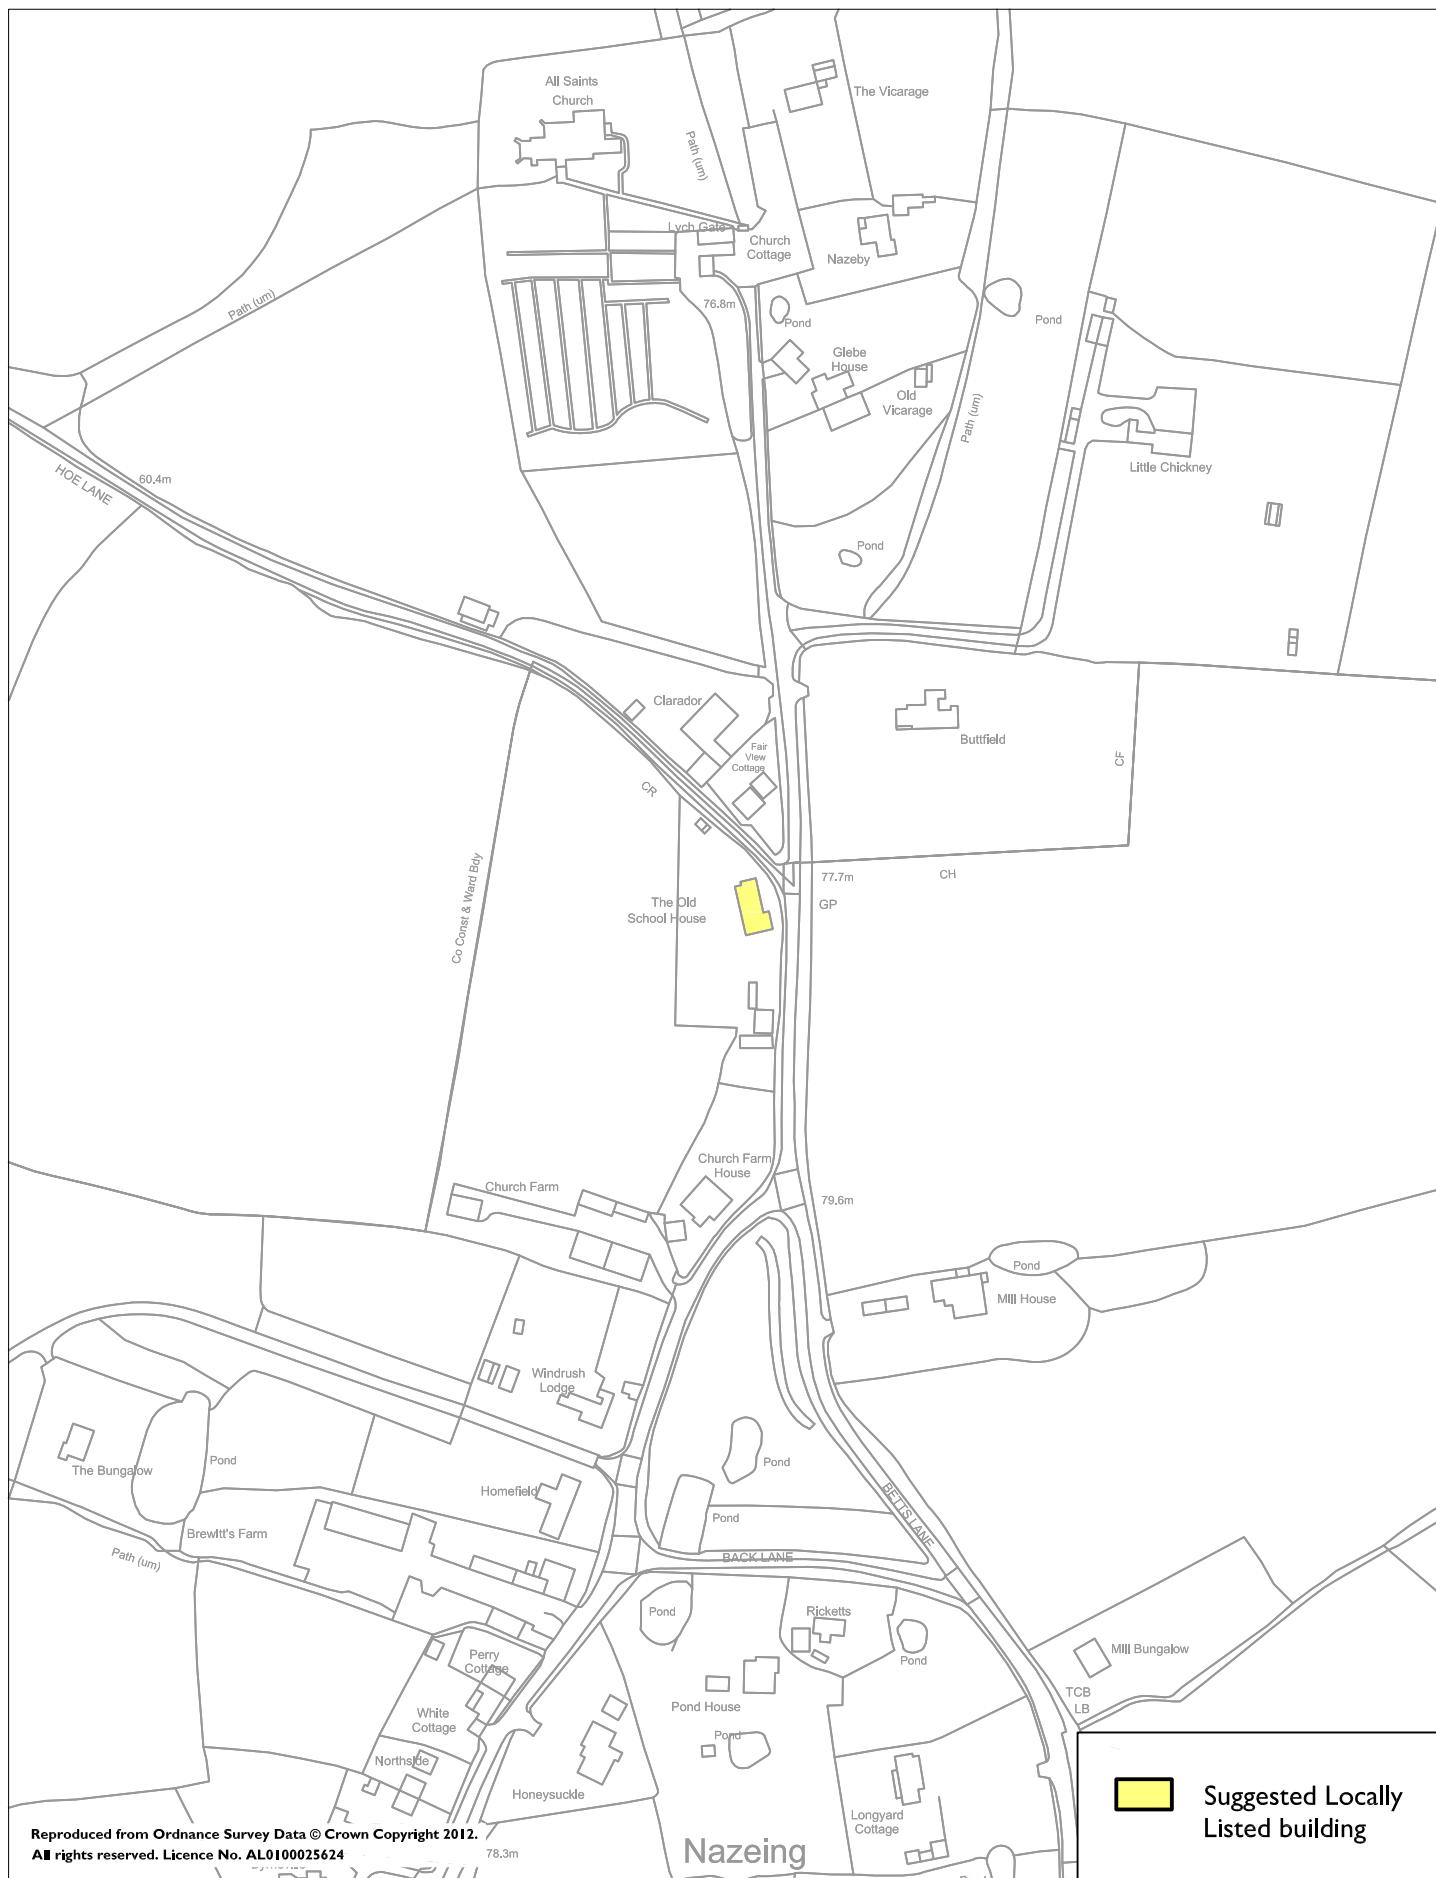 All Saints
Church
The Vicarage
Path (um)
Lych Gate
Church
Cottage
Nazeby
Path (um)
76.8m
Pond
Pond
Glebe
House
Old
Vicarage
Path (um)
Little Chickney
HOE LANE
60.4m
Pond
Clarador
Fair
View
Cottage
Buttfield
CF
CR
77.7m
CH
GP
The Old
School House
Co Const & Ward Bdy
Church Farm
House
Church Farm
79.6m
Pond
Mill House
Windrush
Lodge
The Bungalow
Pond
Pond
Homefield
Pond
BETTS LANE
Brewitt's Farm
Path (um)
BACK LANE
Pond
Ricketts
Pond
Mill Bungalow
Perry
Cottage
TCB
LB
White
Cottage
Pond House
Pond
Northside
Honeysuckle
Longyard
Cottage
Suggested Locally
Listed building
Reproduced from Ordnance Survey Data © Crown Copyright 2012.
All rights reserved. Licence No. AL0100025624
78.3m
Nazeing